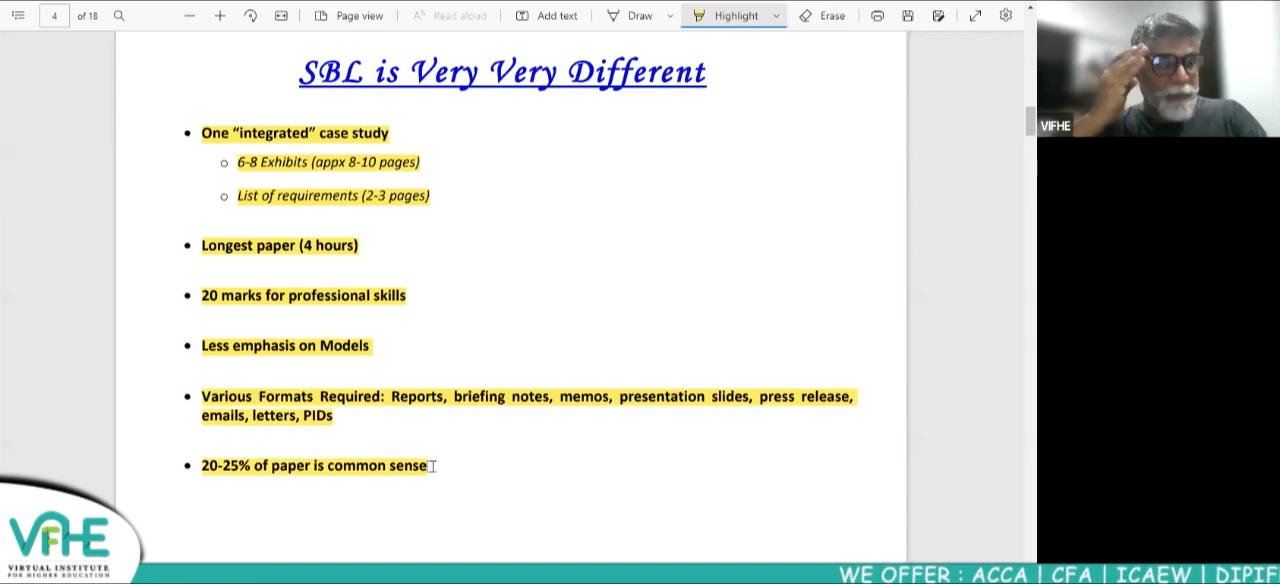 4 of 18
Page view
Read aloud
Add text
Draw
Highlight
Erase
SBL is Very Very Different
• One “integrated” case study
o 6-8 Exhibits (appx 8-10 pages)
o List of requirements (2-3 pages)
• Longest paper (4 hours)
• 20 marks for professional skills
• Less emphasis on Models
• Various Formats Required: Reports, briefing notes, memos, presentation slides, press release,
emails, letters, PIDs
• 20-25% of paper is common sense
VIFHE
VIFHE
VIRTUAL INSTITUTE
FOR HIGHER EDUCATION
WE OFFER : ACCA | CFA | ICAEW | DIPIF